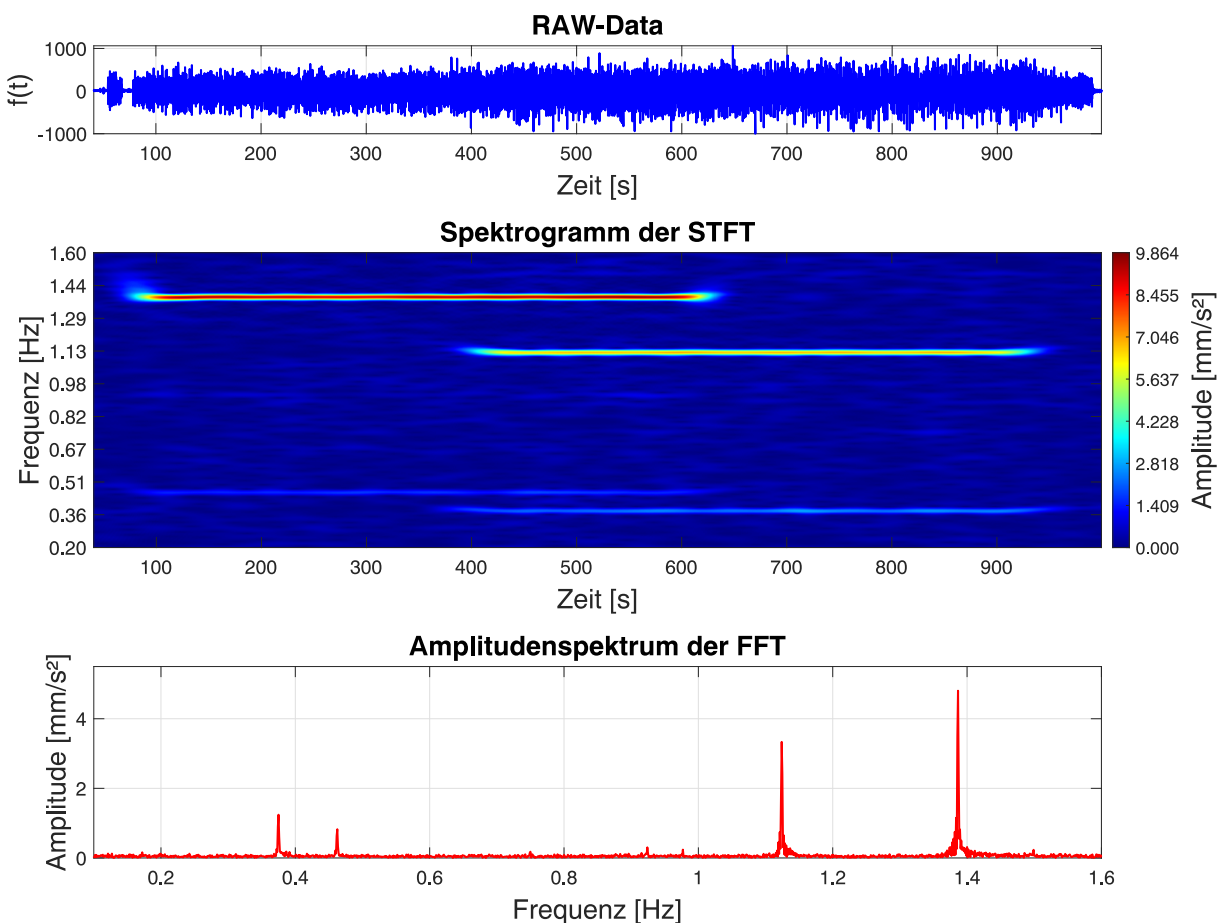 RAW-Data
1000
0
-1000
f(t)
100 200 300 400 500 600 700 800 900
Zeit [s]
Spektrogramm der STFT
1.60
1.44
1.29
1.13
0.98
0.82
0.67
0.51
0.36
0.20
Frequenz [Hz]
100 200 300 400 500 600 700 800 900
Zeit [s]
9.864
8.455
7.046
5.637
4.228
2.818
1.409
0.000
Amplitude [mm/s²]
Amplitudenspektrum der FFT
4
2
0
Amplitude [mm/s²]
0.2 0.4 0.6 0.8 1 1.2 1.4 1.6
Frequenz [Hz]